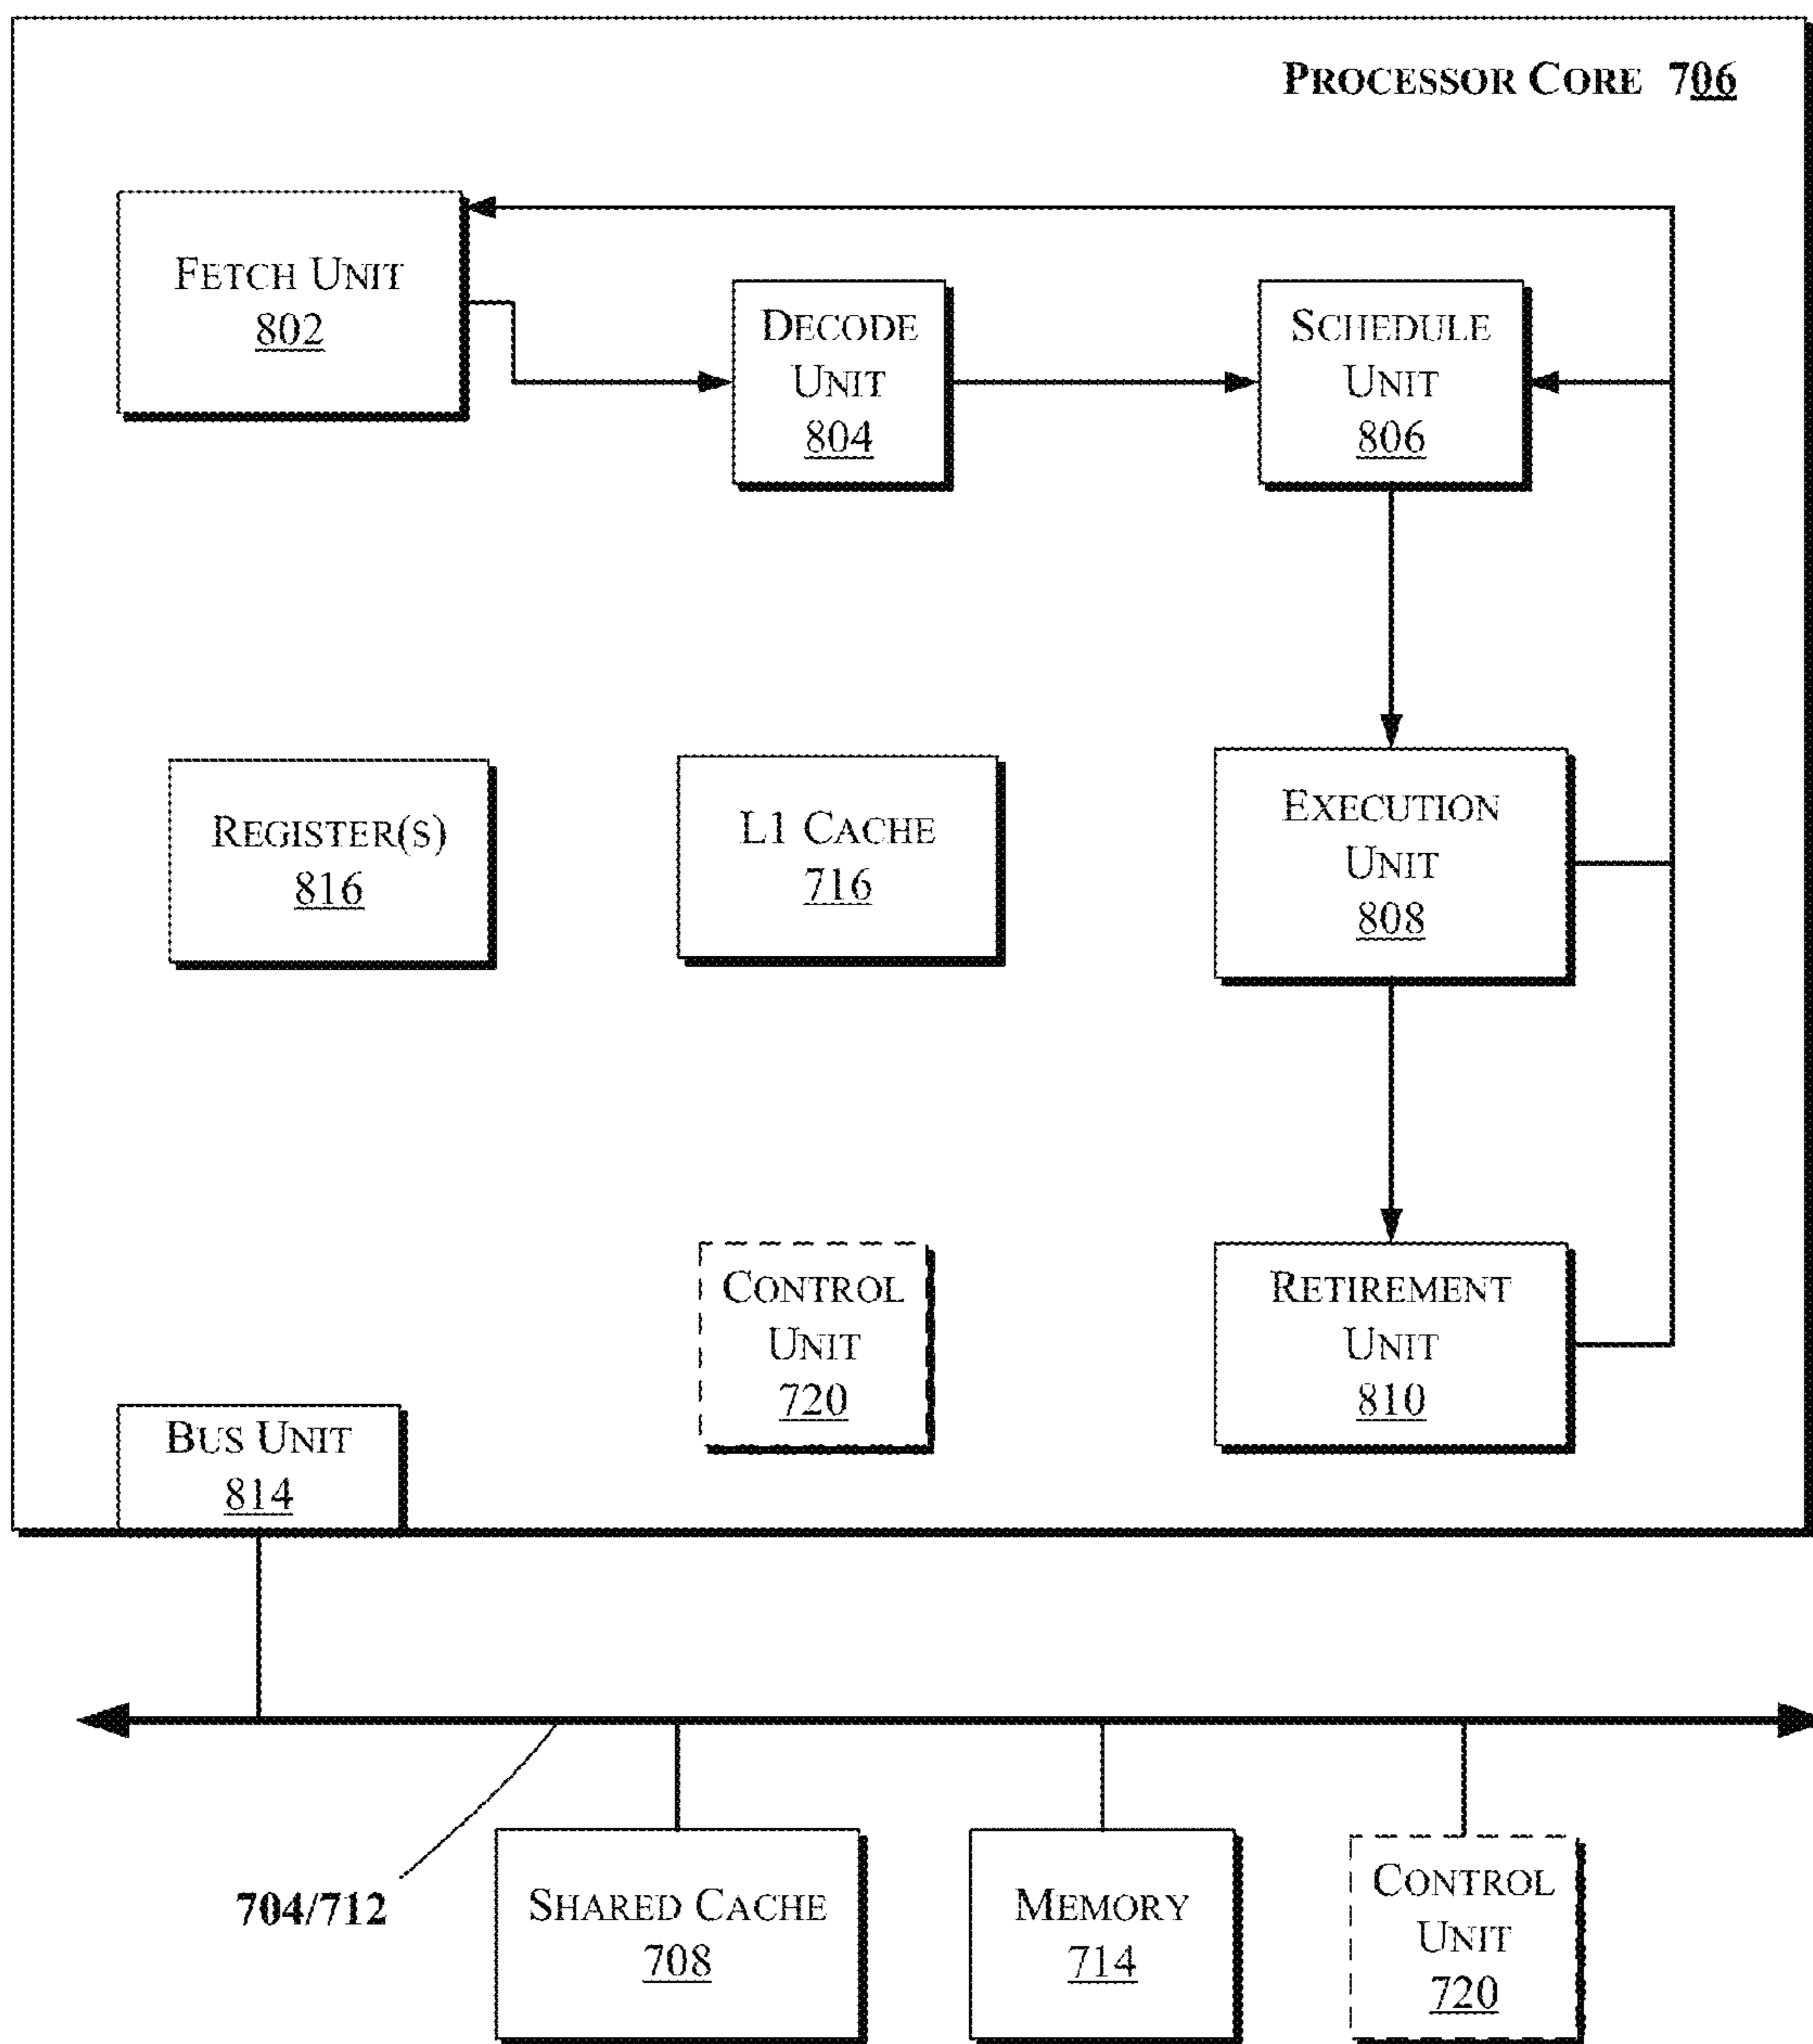 PROCESSOR CORE 706
FETCH UNIT
802
DECODE
UNIT
804
SCHEDULE
UNIT
806
REGISTER(S)
816
L1 CACHE
716
EXECUTION
UNIT
808
CONTROL
UNIT
720
RETIREMENT
UNIT
810
BUS UNIT
814
704/712
SHARED CACHE
708
MEMORY
714
CONTROL
UNIT
720